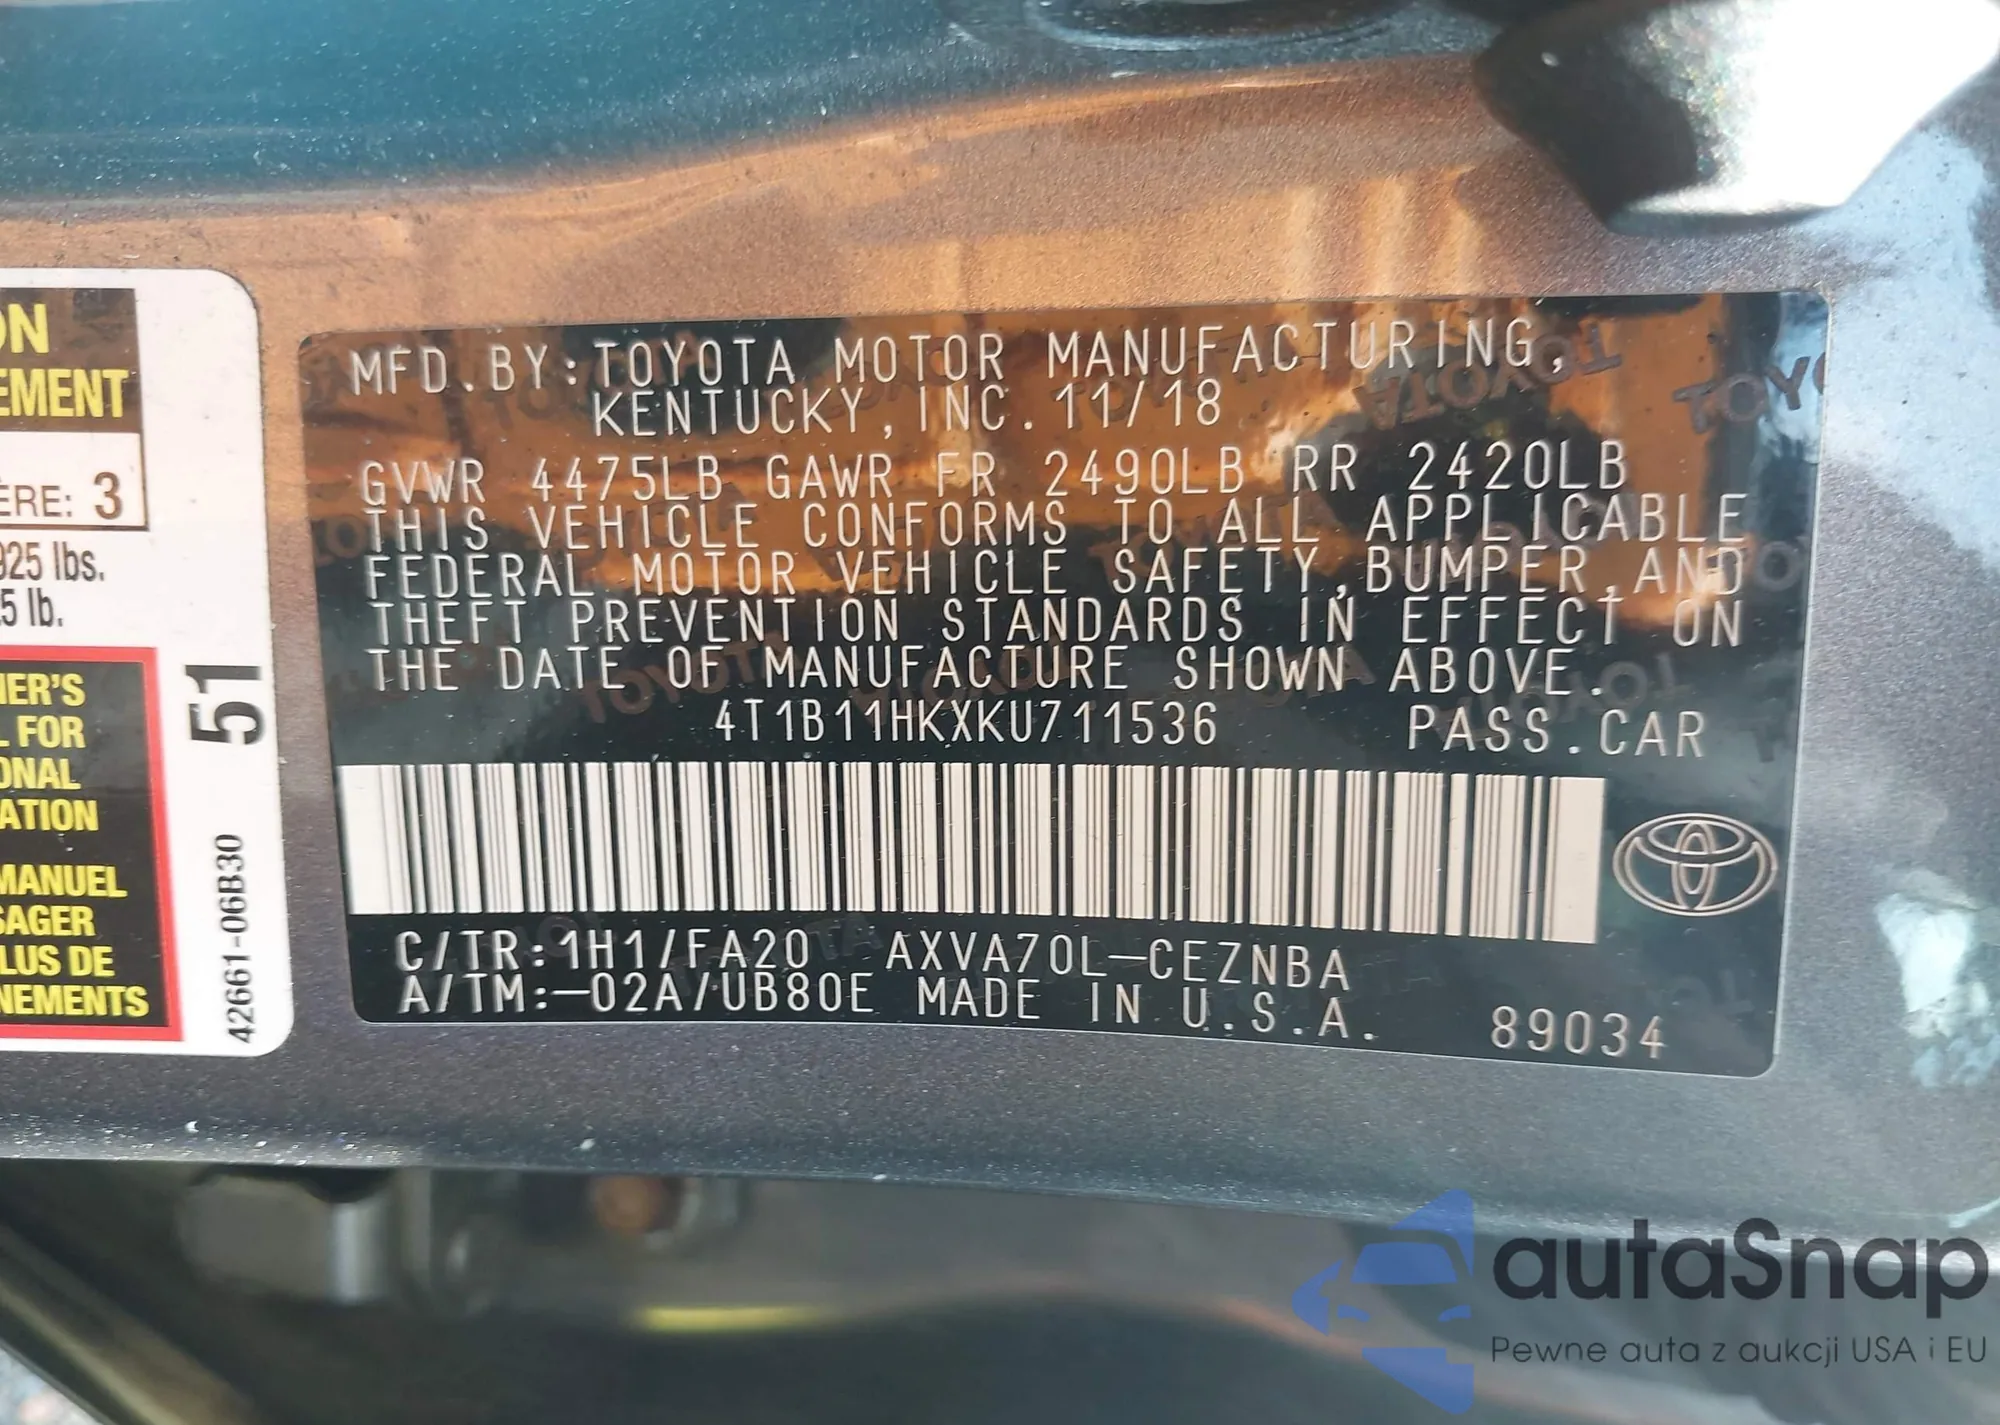 ON
EMENT
ÈRE: 3
925 lbs.
5 lb.
ER'S
L FOR
ONAL
ATION
MANUEL
SAGER
LUS DE
NEMENTS
51
42661-06B30
MFD.BY:TOYOTA MOTOR MANUFACTURING,
KENTUCKY,INC.11/18
GVWR 4475LB GAWR FR 2490LB RR 2420LB
THIS VEHICLE CONFORMS TO ALL APPLICABLE
FEDERAL MOTOR VEHICLE SAFETY,BUMPER,AND
THEFT PREVENTION STANDARDS IN EFFECT ON
THE DATE OF MANUFACTURE SHOWN ABOVE.
4T1B11HKXKU711536 PASS.CAR
C/TR:1H1/FA20 AXVA70L-CEZNBA
A/TM:-02A/UB80E MADE IN U.S.A. 89034
autaSnap
Pewne auta z aukcji USA i EU